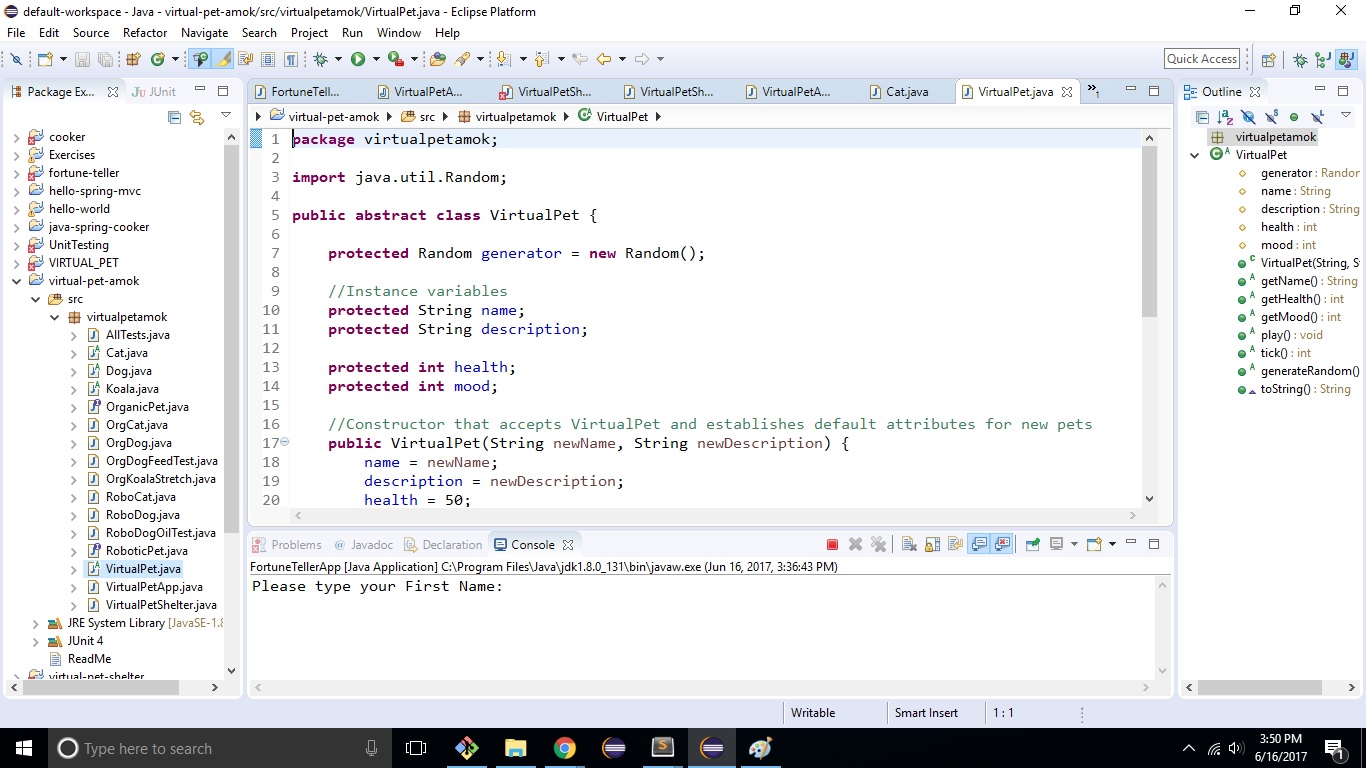 default-workspace - Java - virtual-pet-amok/src/virtualpetamok/VirtualPet.java - Eclipse Platform
File Edit Source Refactor Navigate Search Project Run Window Help
Quick Access
Package Ex...
JUnit
cooker
Exercises
fortune-teller
hello-spring-mvc
hello-world
java-spring-cooker
UnitTesting
VIRTUAL_PET
virtual-pet-amok
src
virtualpetamok
AllTests.java
Cat.java
Dog.java
Koala.java
OrganicPet.java
OrgCat.java
OrgDog.java
OrgDogFeedTest.java
OrgKoalaStretch.java
RoboCat.java
RoboDog.java
RoboDogOilTest.java
RoboticPet.java
VirtualPet.java
VirtualPetApp.java
VirtualPetShelter.java
JRE System Library [JavaSE-1.8
JUnit 4
ReadMe
virtual-pet-shelter
FortuneTell... VirtualPetA... VirtualPetSh... VirtualPetSh... VirtualPetA... Cat.java VirtualPet.java »1
virtual-pet-amok src virtualpetamok VirtualPet
1 package virtualpetamok;
2
3 import java.util.Random;
4
5 public abstract class VirtualPet {
6
7 protected Random generator = new Random();
8
9 //Instance variables
10 protected String name;
11 protected String description;
12
13 protected int health;
14 protected int mood;
15
16 //Constructor that accepts VirtualPet and establishes default attributes for new pets
17 public VirtualPet(String newName, String newDescription) {
18 name = newName;
19 description = newDescription;
20 health = 50;
Outline
virtualpetamok
VirtualPet
generator : Randor
name : String
description : String
health : int
mood : int
VirtualPet(String, S
getName() : String
getHealth() : int
getMood() : int
play() : void
tick() : int
generateRandom()
toString() : String
Problems @ Javadoc Declaration Console
FortuneTellerApp [Java Application] C:\Program Files\Java\jdk1.8.0_131\bin\javaw.exe (Jun 16, 2017, 3:36:43 PM)
Please type your First Name:
Writable Smart Insert 1 : 1
Type here to search
3:50 PM
6/16/2017
1